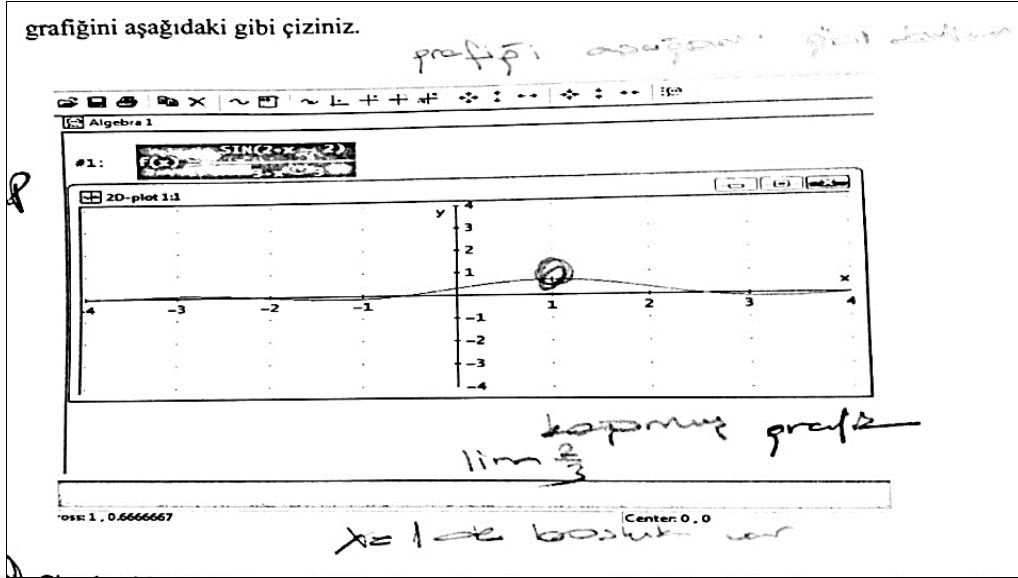 grafiğini aşağıdaki gibi çiziniz.
grafiği
Algebra 1
#1: F(x) SIN(2·x 2)
2D-plot 1:1
y 4
3
2
1 x
-4 -3 -2 -1 1 2 3 4
-1
-2
-3
-4
kopmuş grafik
lim 2/3
oss: 1, 0.6666667 Center: 0, 0
x=1 de boşluk var